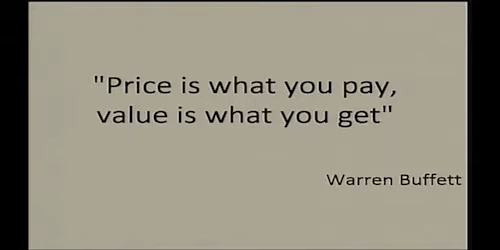 "Price is what you pay,
value is what you get"
Warren Buffett